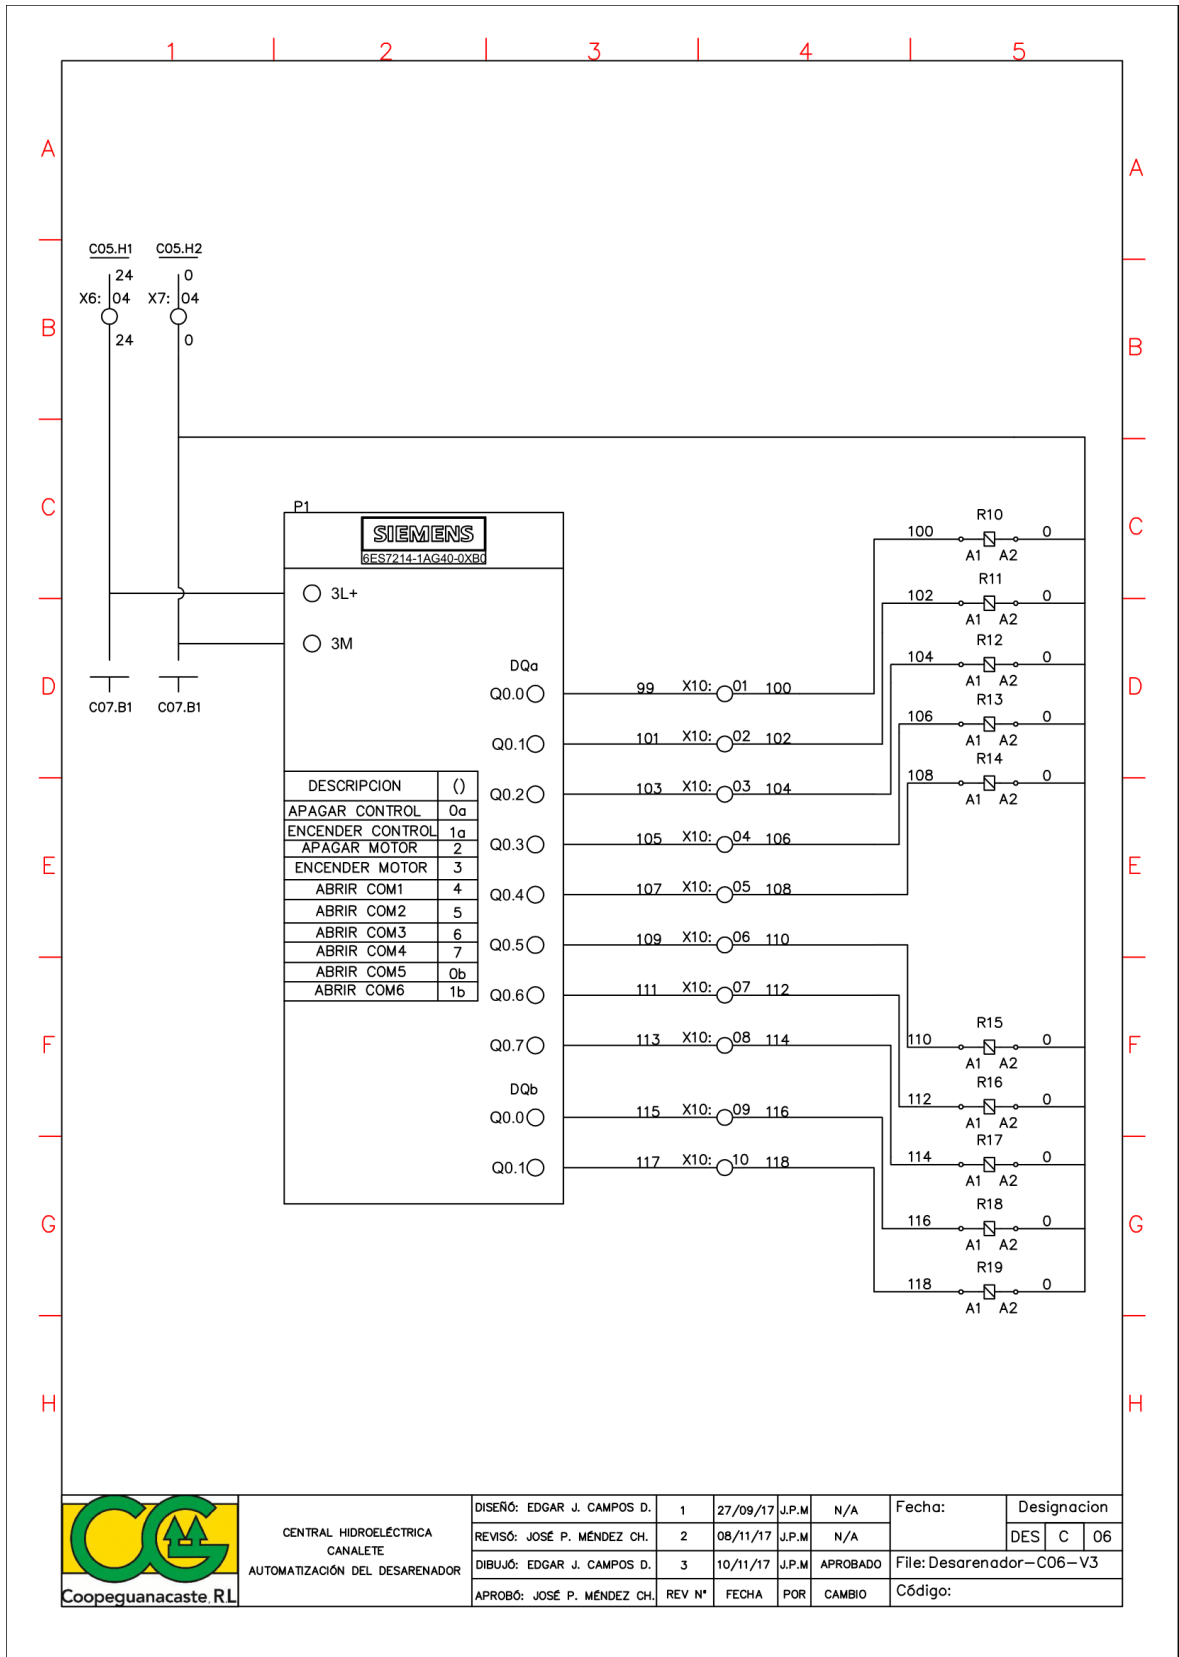 1 2 3 4 5
A A
C05.H1 C05.H2
24 0
X6: 04 X7: 04
B B
24 0
C C
P1
SIEMENS
6ES7214-1AG40-0XB0
3L+
3M
R10
100 0
A1 A2
R11
102 0
A1 A2
R12
104 0
A1 A2
R13
106 0
A1 A2
R14
108 0
A1 A2
D D
C07.B1 C07.B1
DQa
Q0.0 99 X10: 01 100
Q0.1 101 X10: 02 102
Q0.2 103 X10: 03 104
Q0.3 105 X10: 04 106
Q0.4 107 X10: 05 108
Q0.5 109 X10: 06 110
Q0.6 111 X10: 07 112
Q0.7 113 X10: 08 114
DQb
Q0.0 115 X10: 09 116
Q0.1 117 X10: 10 118
DESCRIPCION ()
APAGAR CONTROL 0a
ENCENDER CONTROL 1a
APAGAR MOTOR 2
ENCENDER MOTOR 3
ABRIR COM1 4
ABRIR COM2 5
ABRIR COM3 6
ABRIR COM4 7
ABRIR COM5 0b
ABRIR COM6 1b
E E
F F
R15
110 0
A1 A2
R16
112 0
A1 A2
R17
114 0
A1 A2
R18
116 0
A1 A2
R19
118 0
A1 A2
G G
H H
CG
Coopeguanacaste, R.L
CENTRAL HIDROELÉCTRICA
CANALETE
AUTOMATIZACIÓN DEL DESARENADOR
DISEÑÓ: EDGAR J. CAMPOS D. 1 27/09/17 J.P.M N/A
REVISÓ: JOSÉ P. MÉNDEZ CH. 2 08/11/17 J.P.M N/A
DIBUJÓ: EDGAR J. CAMPOS D. 3 10/11/17 J.P.M APROBADO
APROBÓ: JOSÉ P. MÉNDEZ CH. REV N° FECHA POR CAMBIO
Fecha: Designacion
DES C 06
File: Desarenador-C06-V3
Código: